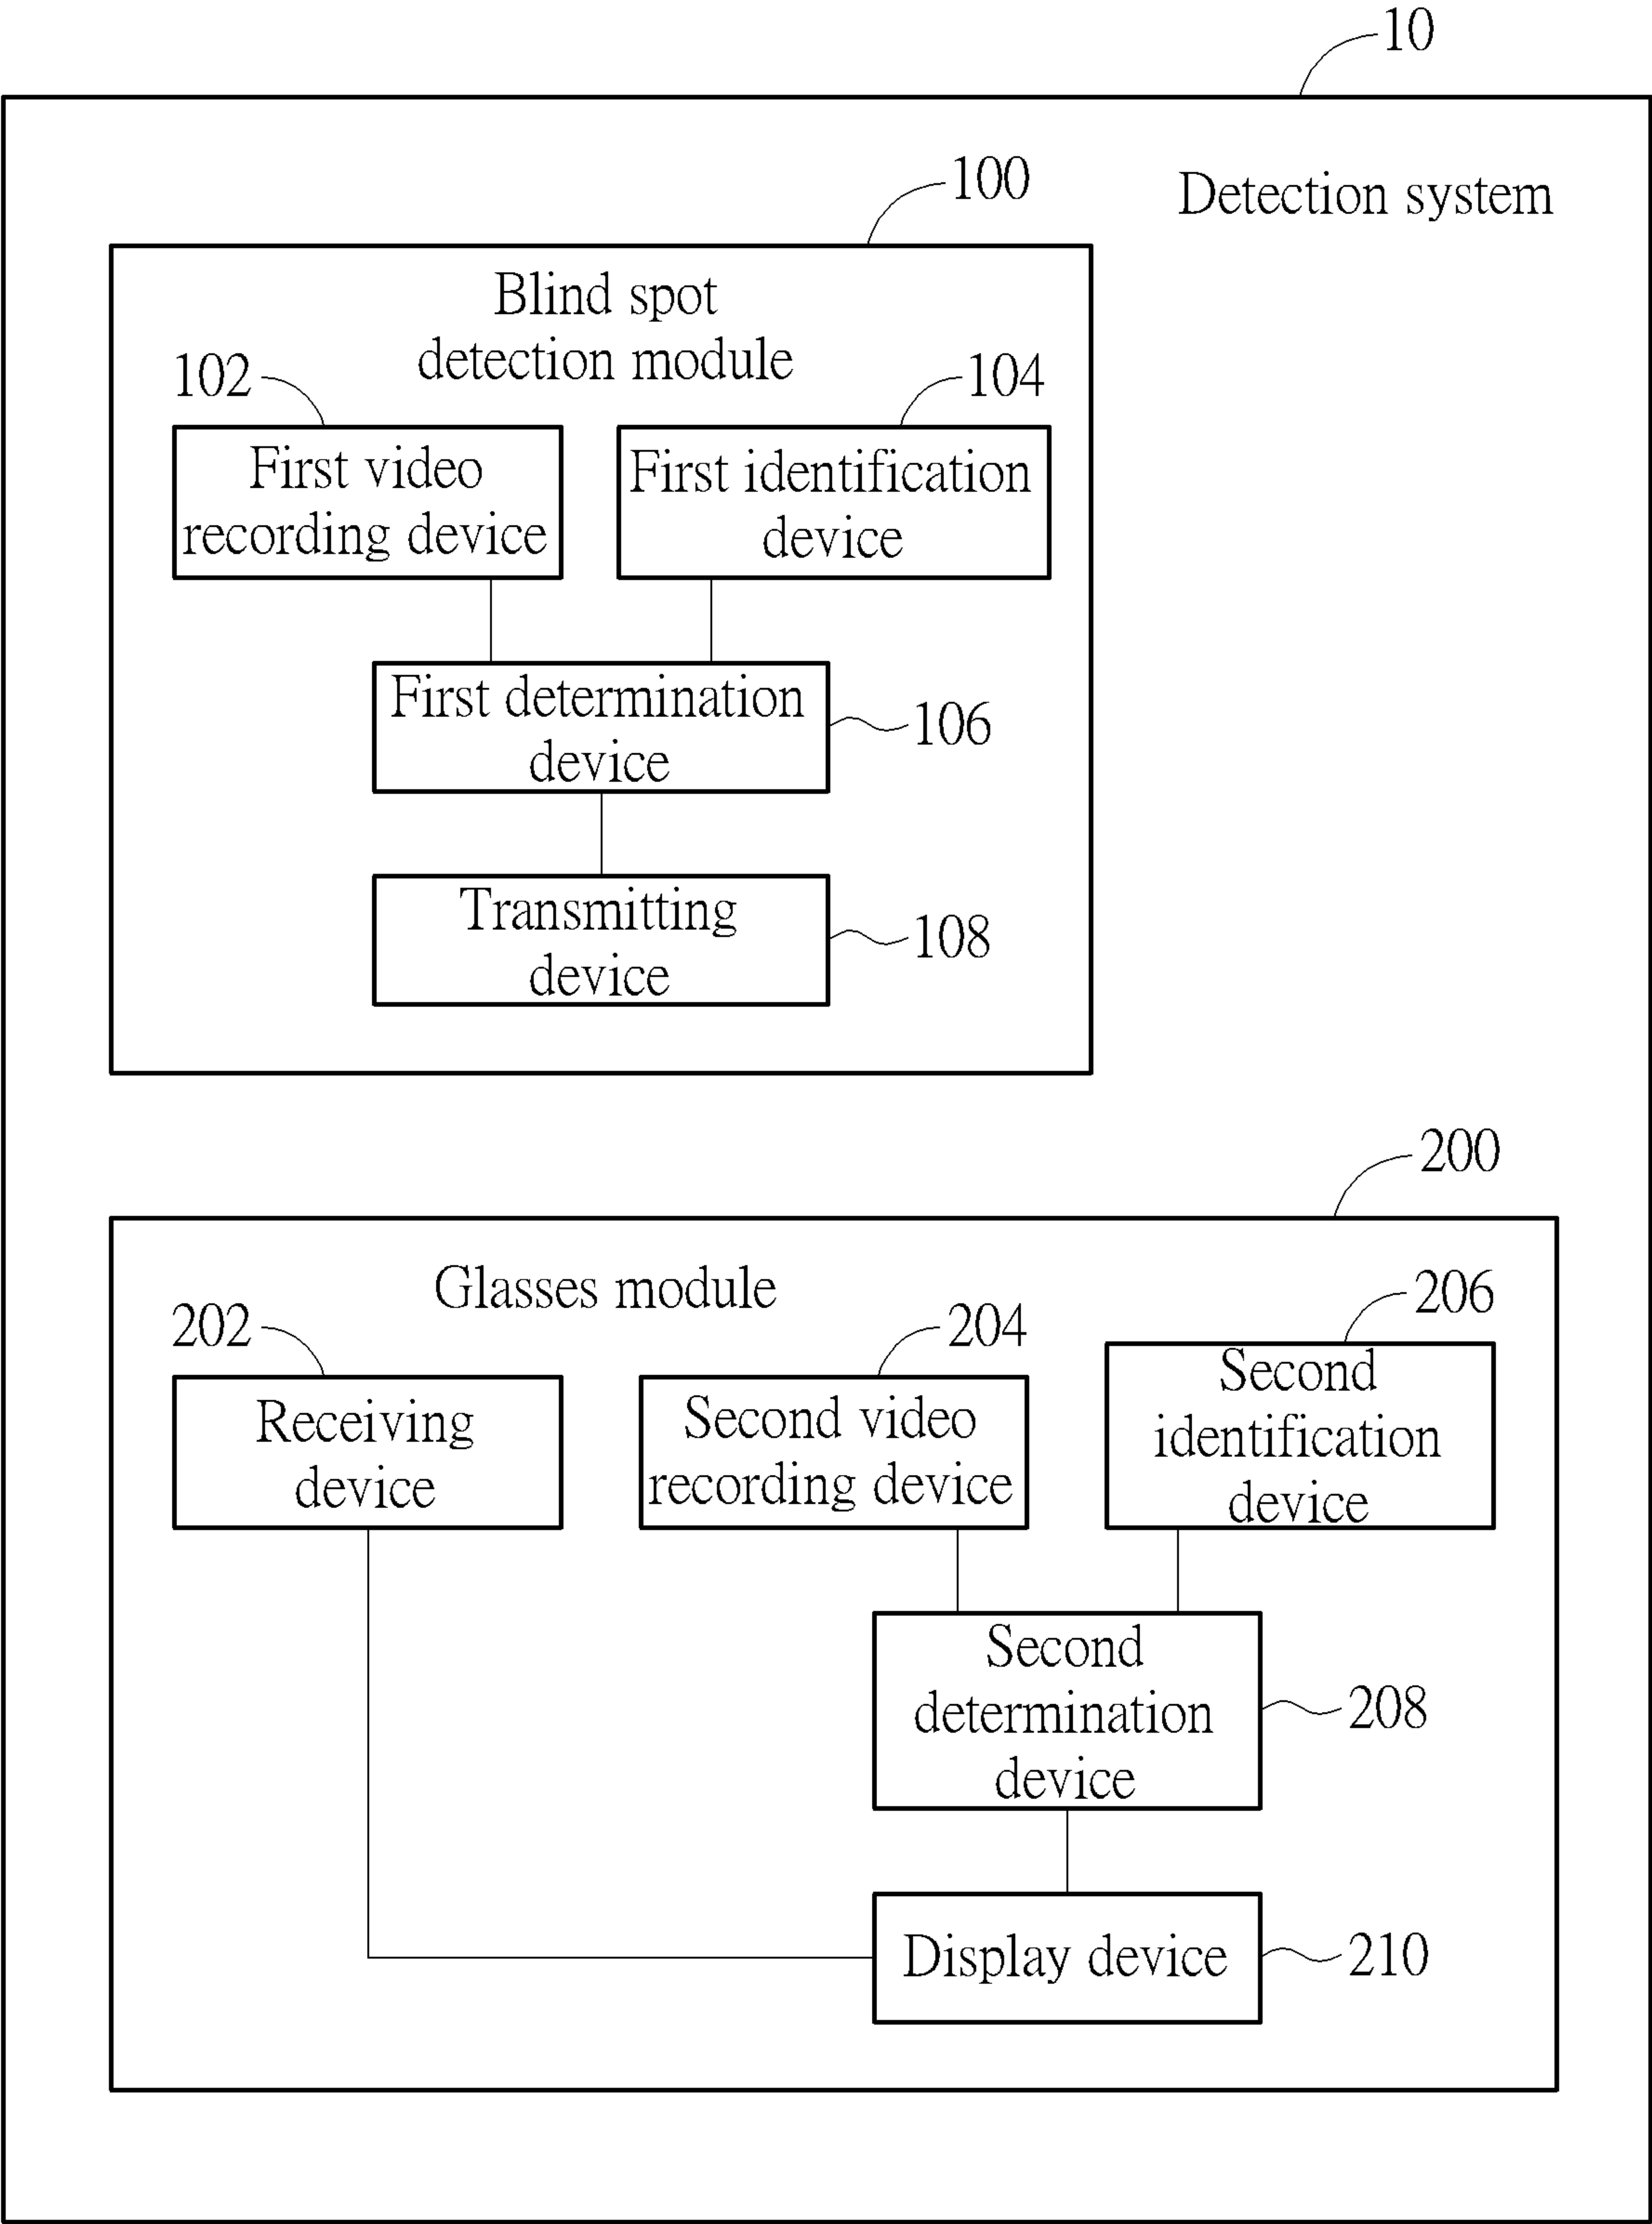 10
Detection system
100
Blind spot
detection module
102
104
First video
recording device
First identification
device
First determination
device
106
Transmitting
device
108
200
Glasses module
202
204
206
Receiving
device
Second video
recording device
Second
identification
device
Second
determination
device
208
Display device
210